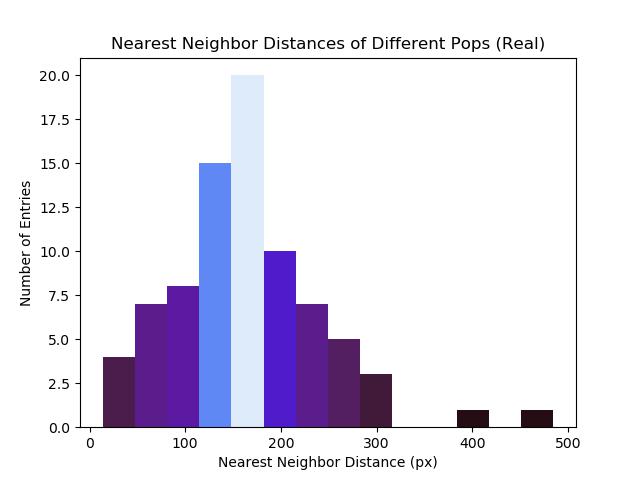 Nearest Neighbor Distances of Different Pops (Real)
20.0
17.5
15.0
12.5
10.0
7.5
5.0
2.5
0.0
Number of Entries
0 100 200 300 400 500
Nearest Neighbor Distance (px)